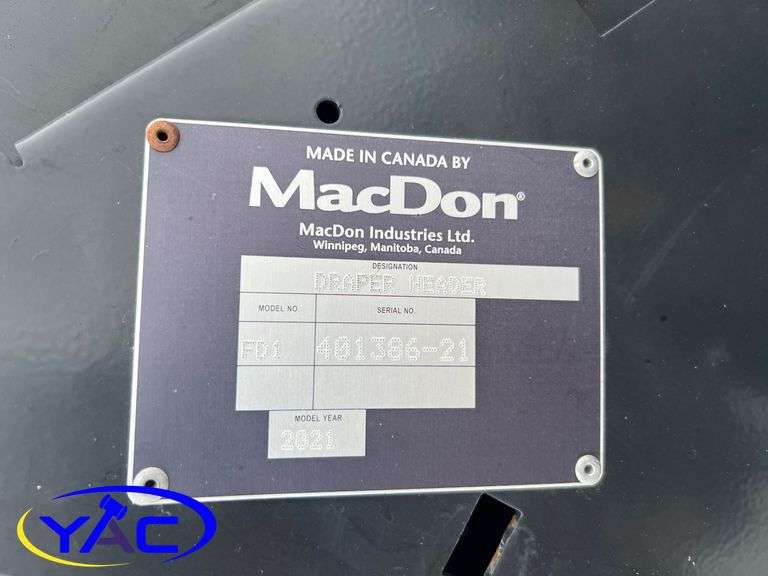 MADE IN CANADA BY
MacDon®
MacDon Industries Ltd.
Winnipeg, Manitoba, Canada
DESIGNATION
DRAPER HEADER
MODEL NO. SERIAL NO.
FD1 401386-21
MODEL YEAR
2021
YAC